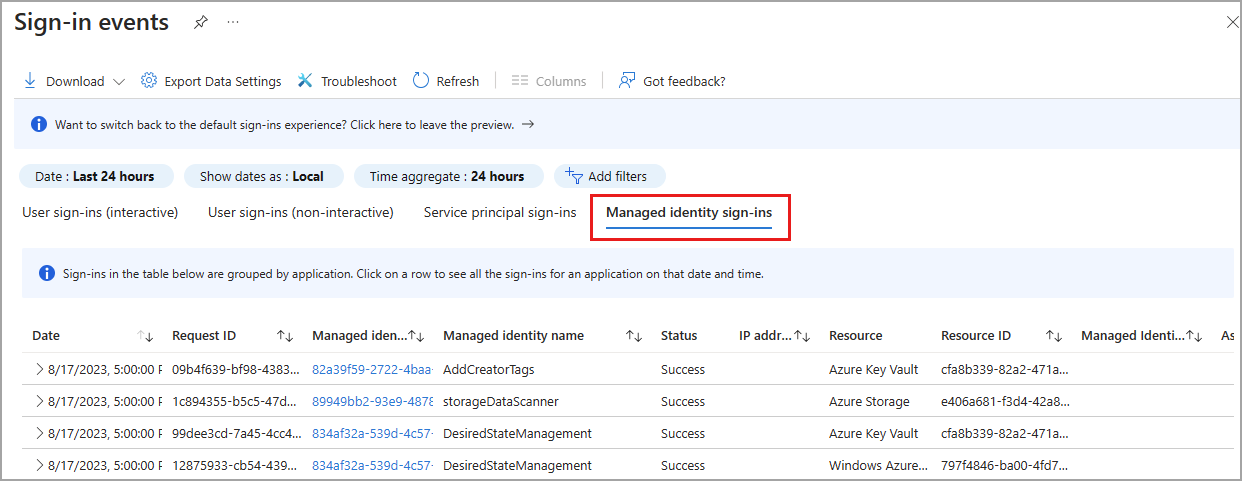 Sign-in events ...
Download Export Data Settings Troubleshoot Refresh Columns Got feedback?
Want to switch back to the default sign-ins experience? Click here to leave the preview. →
Date : Last 24 hours Show dates as : Local Time aggregate : 24 hours Add filters
User sign-ins (interactive) User sign-ins (non-interactive) Service principal sign-ins Managed identity sign-ins
Sign-ins in the table below are grouped by application. Click on a row to see all the sign-ins for an application on that date and time.
Date Request ID Managed iden... Managed identity name Status IP addr... Resource Resource ID Managed Identi... As
8/17/2023, 5:00:00 P 09b4f639-bf98-4383... 82a39f59-2722-4baa- AddCreatorTags Success Azure Key Vault cfa8b339-82a2-471a...
8/17/2023, 5:00:00 P 1c894355-b5c5-47d... 89949bb2-93e9-4878 storageDataScanner Success Azure Storage e406a681-f3d4-42a8...
8/17/2023, 5:00:00 P 99dee3cd-7a45-4cc4... 834af32a-539d-4c57- DesiredStateManagement Success Azure Key Vault cfa8b339-82a2-471a...
8/17/2023, 5:00:00 P 12875933-cb54-439... 834af32a-539d-4c57- DesiredStateManagement Success Windows Azure... 797f4846-ba00-4fd7...